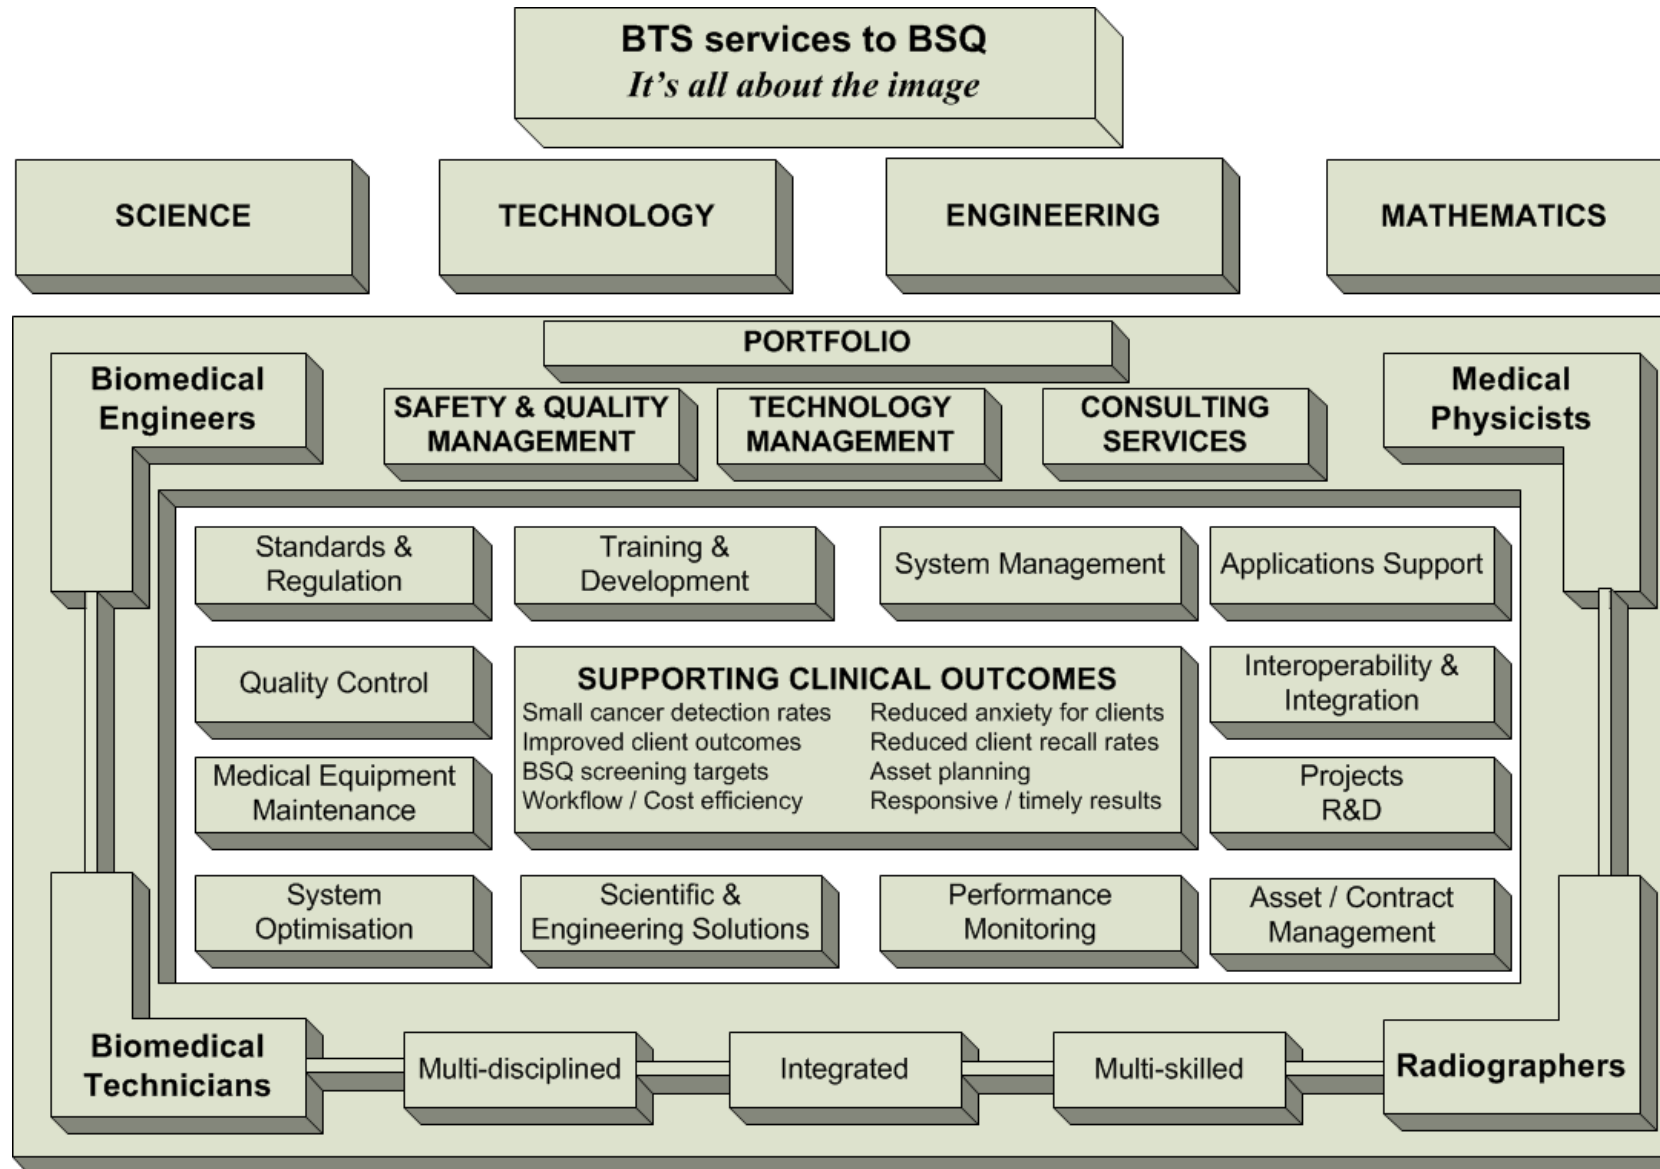 BTS services to BSQ
It's all about the image
SCIENCE
TECHNOLOGY
ENGINEERING
MATHEMATICS
PORTFOLIO
Biomedical
Engineers
SAFETY & QUALITY
MANAGEMENT
TECHNOLOGY
MANAGEMENT
CONSULTING
SERVICES
Medical
Physicists
Standards &
Regulation
Training &
Development
System Management
Applications Support
Quality Control
SUPPORTING CLINICAL OUTCOMES
Small cancer detection rates
Improved client outcomes
BSQ screening targets
Workflow / Cost efficiency
Reduced anxiety for clients
Reduced client recall rates
Asset planning
Responsive / timely results
Interoperability &
Integration
Medical Equipment
Maintenance
Projects
R&D
System
Optimisation
Scientific &
Engineering Solutions
Performance
Monitoring
Asset / Contract
Management
Biomedical
Technicians
Multi-disciplined
Integrated
Multi-skilled
Radiographers